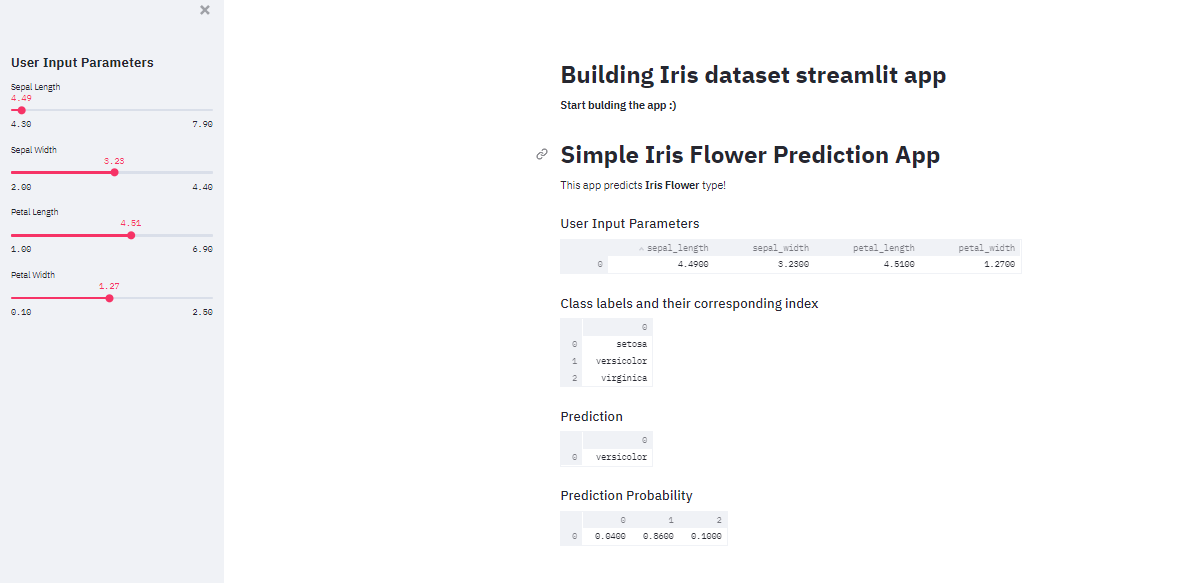 User Input Parameters
Sepal Length
4.49
4.30 7.90
Sepal Width
3.23
2.00 4.40
Petal Length
4.51
1.00 6.90
Petal Width
1.27
0.10 2.50
Building Iris dataset streamlit app
Start bulding the app :)
Simple Iris Flower Prediction App
This app predicts Iris Flower type!
User Input Parameters
sepal_length sepal_width petal_length petal_width
0 4.4900 3.2300 4.5100 1.2700
Class labels and their corresponding index
0
0 setosa
1 versicolor
2 virginica
Prediction
0
0 versicolor
Prediction Probability
0 1 2
0 0.0400 0.8600 0.1000